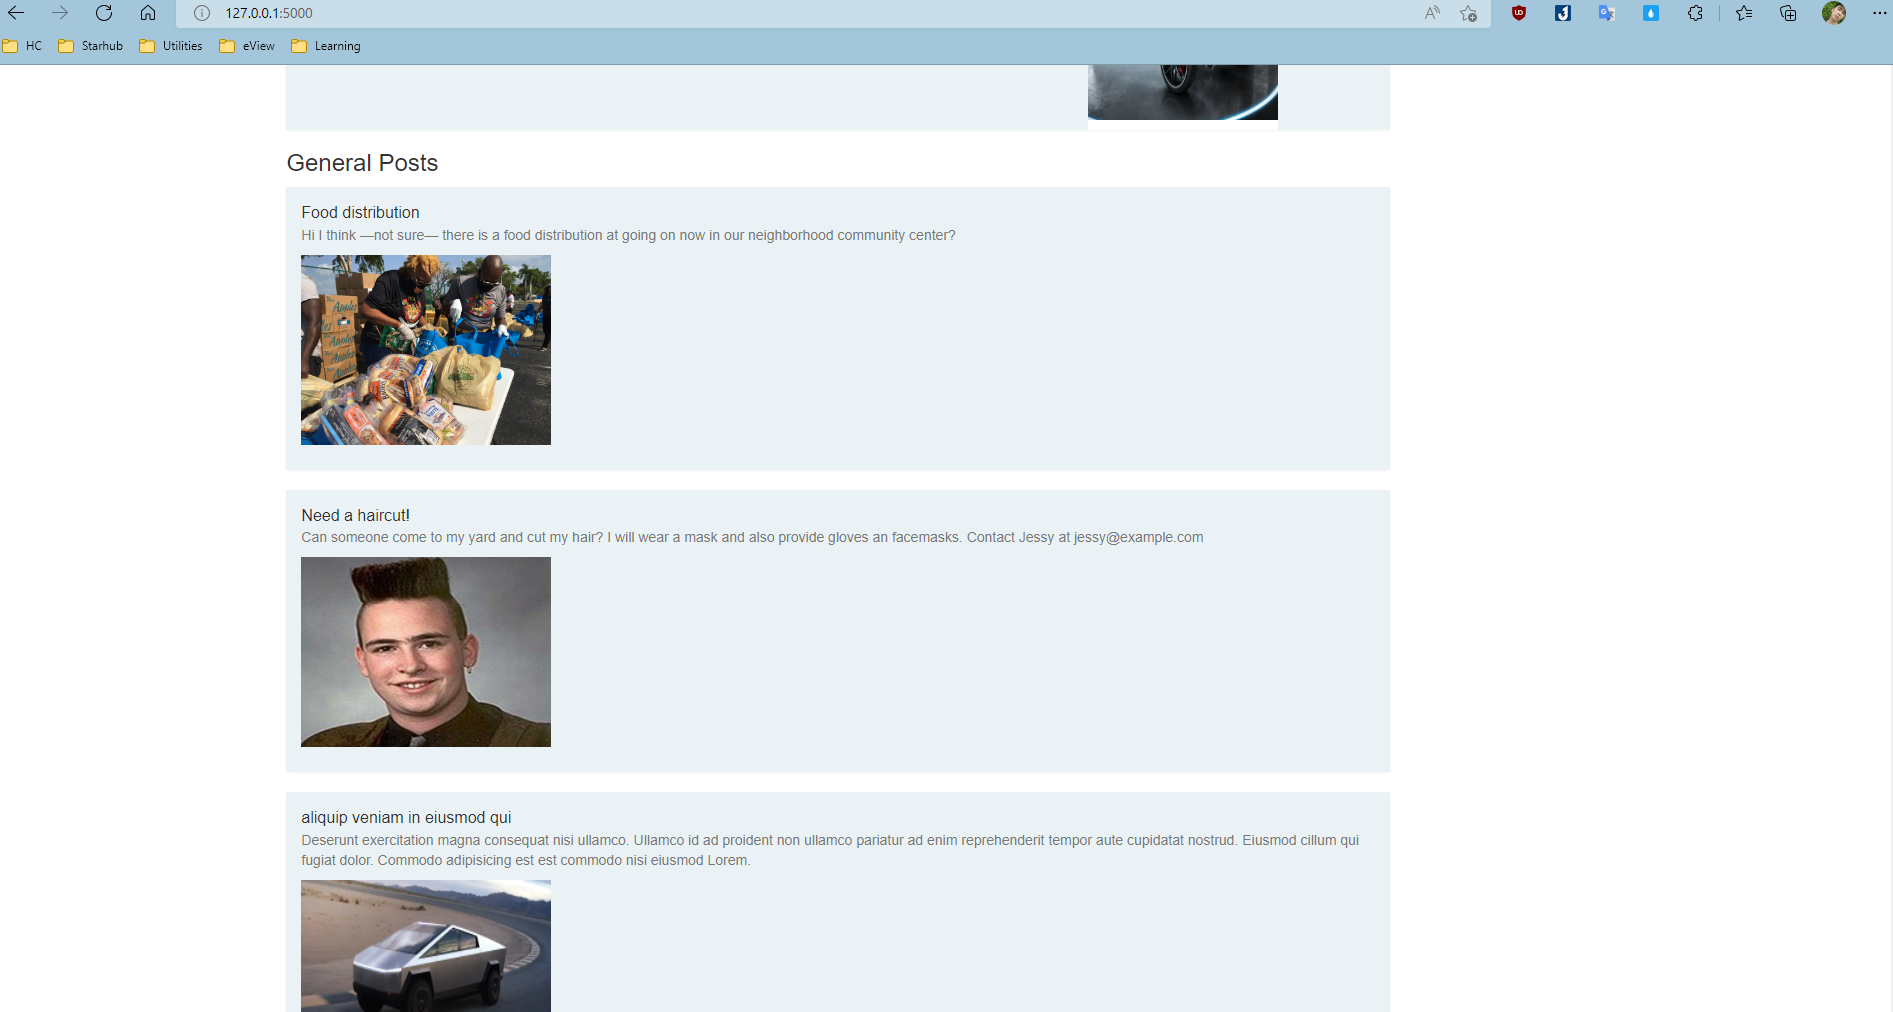 127.0.0.1:5000
HC Starhub Utilities eView Learning
General Posts
Food distribution
Hi I think —not sure— there is a food distribution at going on now in our neighborhood community center?
Apples
Apples
Apples
Need a haircut!
Can someone come to my yard and cut my hair? I will wear a mask and also provide gloves an facemasks. Contact Jessy at jessy@example.com
aliquip veniam in eiusmod qui
Deserunt exercitation magna consequat nisi ullamco. Ullamco id ad proident non ullamco pariatur ad enim reprehenderit tempor aute cupidatat nostrud. Eiusmod cillum qui
fugiat dolor. Commodo adipisicing est est commodo nisi eiusmod Lorem.